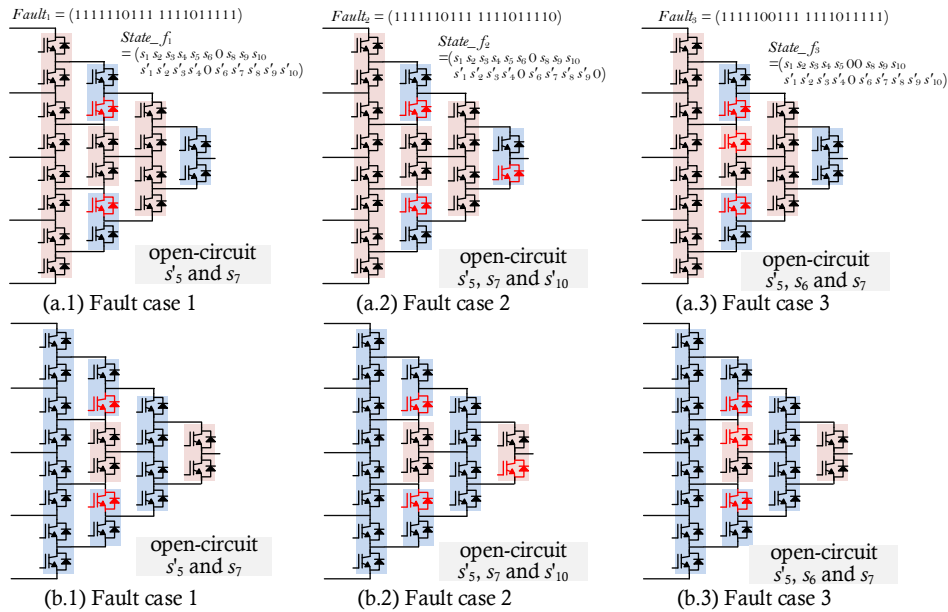 Fault₁ = (1111110111 1111011111)
State_f₁
= (s₁ s₂ s₃ s₄ s₅ s₆ 0 s₈ s₉ s₁₀
s'₁ s'₂ s'₃ s'₄ 0 s'₆ s'₇ s'₈ s'₉ s'₁₀)
open-circuit
s'₅ and s₇
(a.1) Fault case 1
Fault₂ = (1111110111 1111011110)
State_f₂
=(s₁ s₂ s₃ s₄ s₅ s₆ 0 s₈ s₉ s₁₀
s'₁ s'₂ s'₃ s'₄ 0 s'₆ s'₇ s'₈ s'₉ 0)
open-circuit
s'₅, s₇ and s'₁₀
(a.2) Fault case 2
Fault₃ = (1111100111 1111011111)
State_f₃
=(s₁ s₂ s₃ s₄ s₅ 00 s₈ s₉ s₁₀
s'₁ s'₂ s'₃ s'₄ 0 s'₆ s'₇ s'₈ s'₉ s'₁₀)
open-circuit
s'₅, s₆ and s₇
(a.3) Fault case 3
open-circuit
s'₅ and s₇
(b.1) Fault case 1
open-circuit
s'₅, s₇ and s'₁₀
(b.2) Fault case 2
open-circuit
s'₅, s₆ and s₇
(b.3) Fault case 3